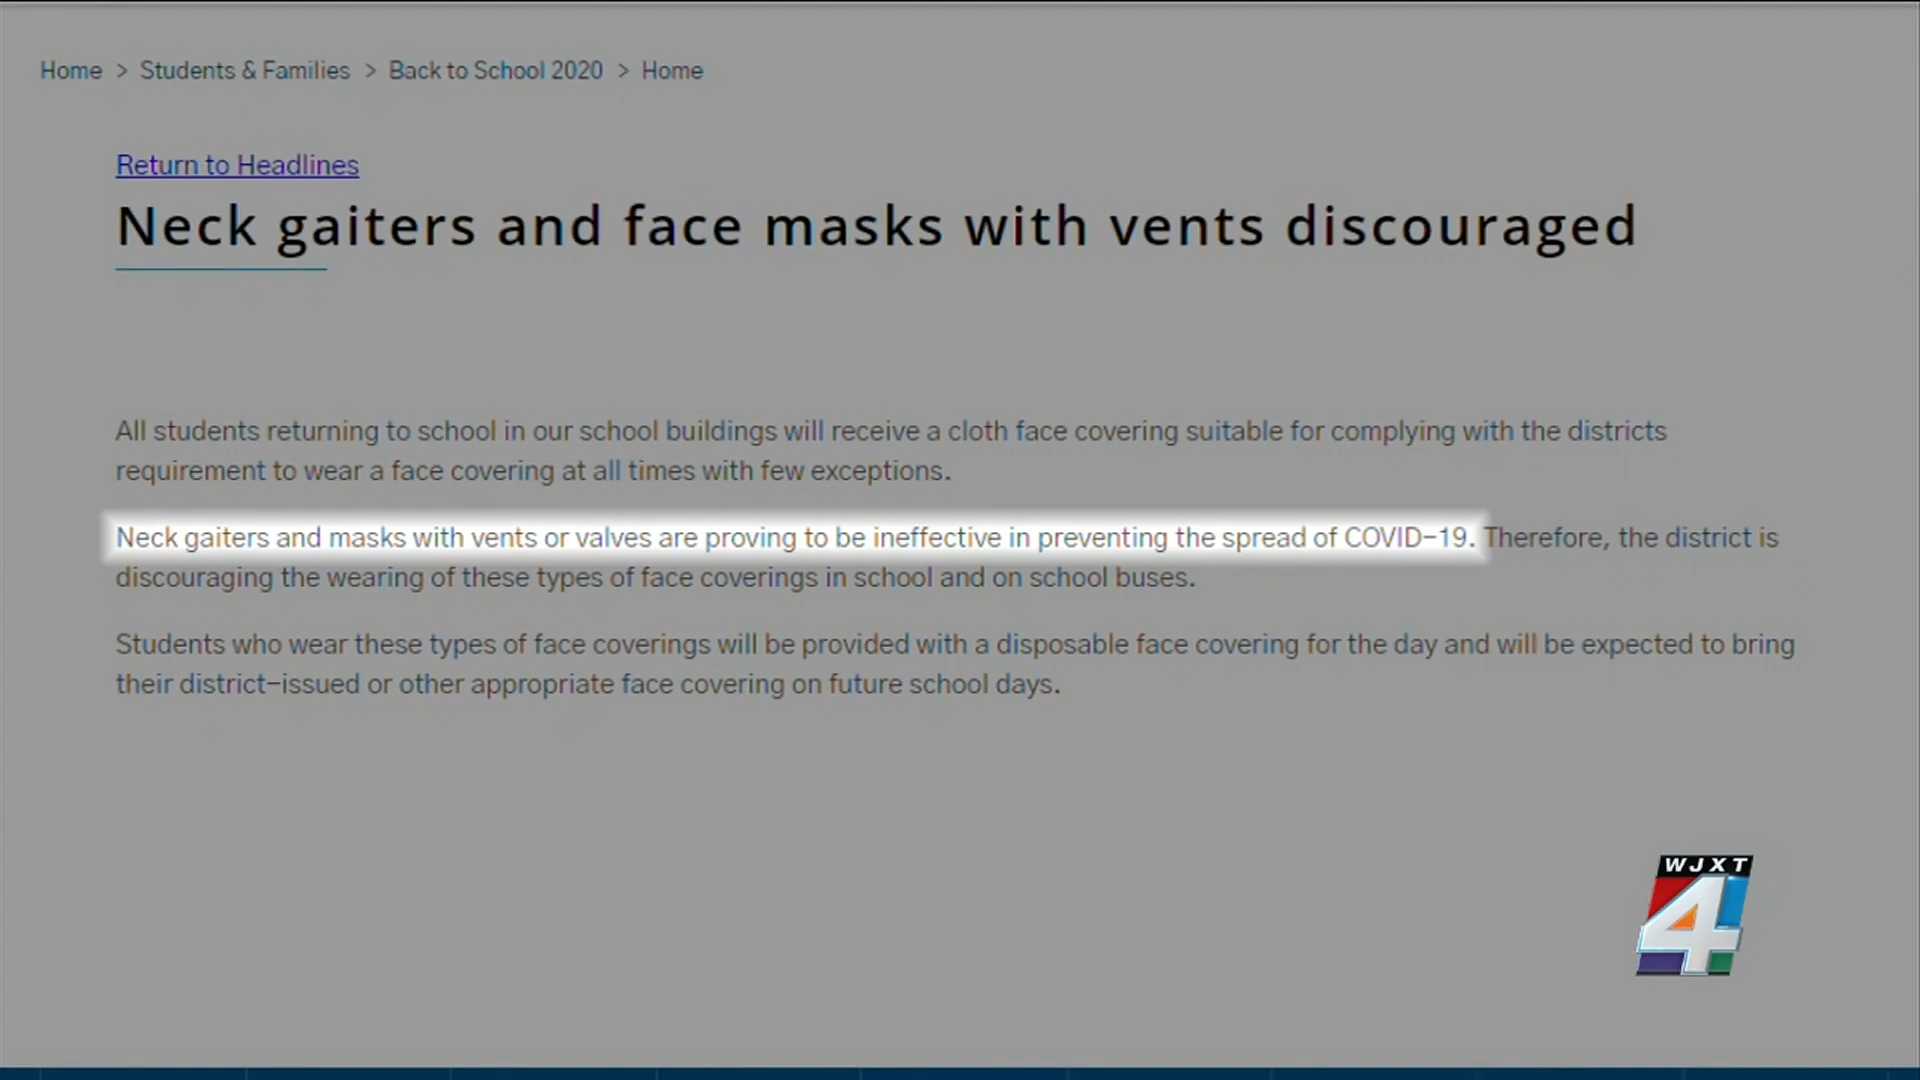 Home > Students & Families > Back to School 2020 > Home
Return to Headlines
Neck gaiters and face masks with vents discouraged
All students returning to school in our school buildings will receive a cloth face covering suitable for complying with the districts
requirement to wear a face covering at all times with few exceptions.
Neck gaiters and masks with vents or valves are proving to be ineffective in preventing the spread of COVID-19. Therefore, the district is
discouraging the wearing of these types of face coverings in school and on school buses.
Students who wear these types of face coverings will be provided with a disposable face covering for the day and will be expected to bring
their district-issued or other appropriate face covering on future school days.
WJXT
4